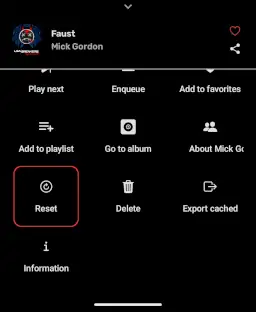 Faust
Mick Gordon
Play next
Enqueue
Add to favorites
Add to playlist
Go to album
About Mick Go
Reset
Delete
Export cached
Information